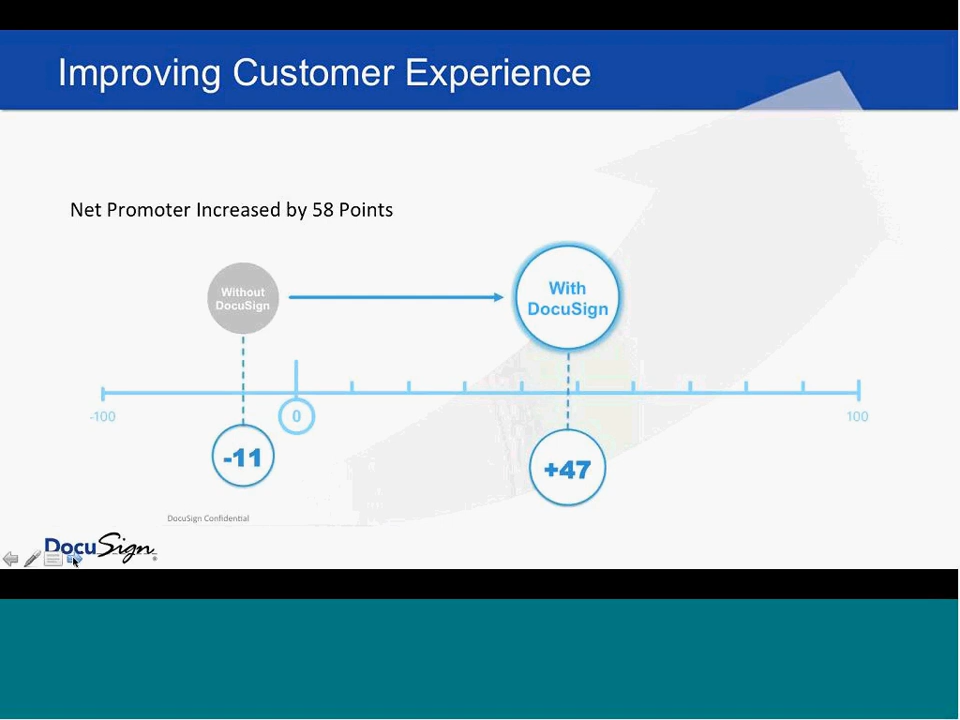 Improving Customer Experience
Net Promoter Increased by 58 Points
Without
DocuSign
With
DocuSign
-100
0
100
-11
+47
DocuSign Confidential
DocuSign